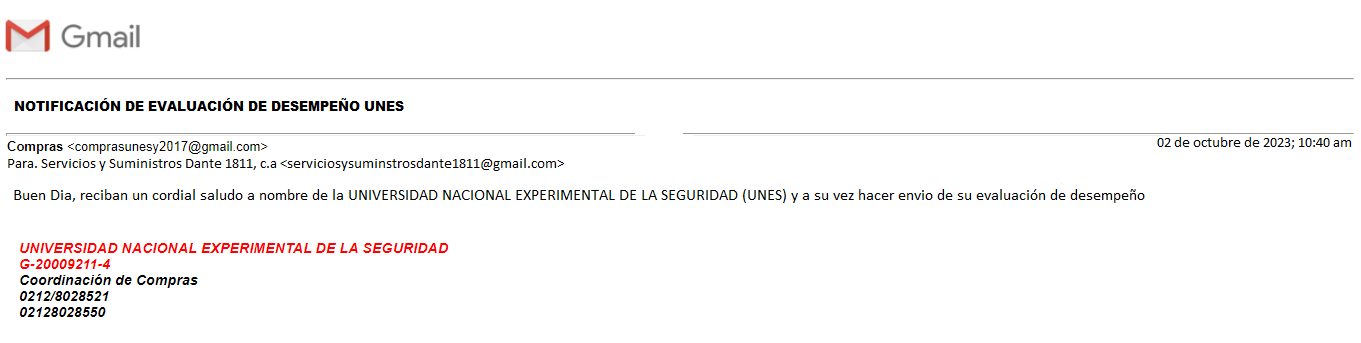 Gmail
NOTIFICACIÓN DE EVALUACIÓN DE DESEMPEÑO UNES
Compras <comprasunesy2017@gmail.com>
02 de octubre de 2023; 10:40 am
Para. Servicios y Suministros Dante 1811, c.a <serviciosysuminstrosdante1811@gmail.com>
Buen Dia, reciban un cordial saludo a nombre de la UNIVERSIDAD NACIONAL EXPERIMENTAL DE LA SEGURIDAD (UNES) y a su vez hacer envio de su evaluación de desempeño
UNIVERSIDAD NACIONAL EXPERIMENTAL DE LA SEGURIDAD
G-20009211-4
Coordinación de Compras
0212/8028521
02128028550